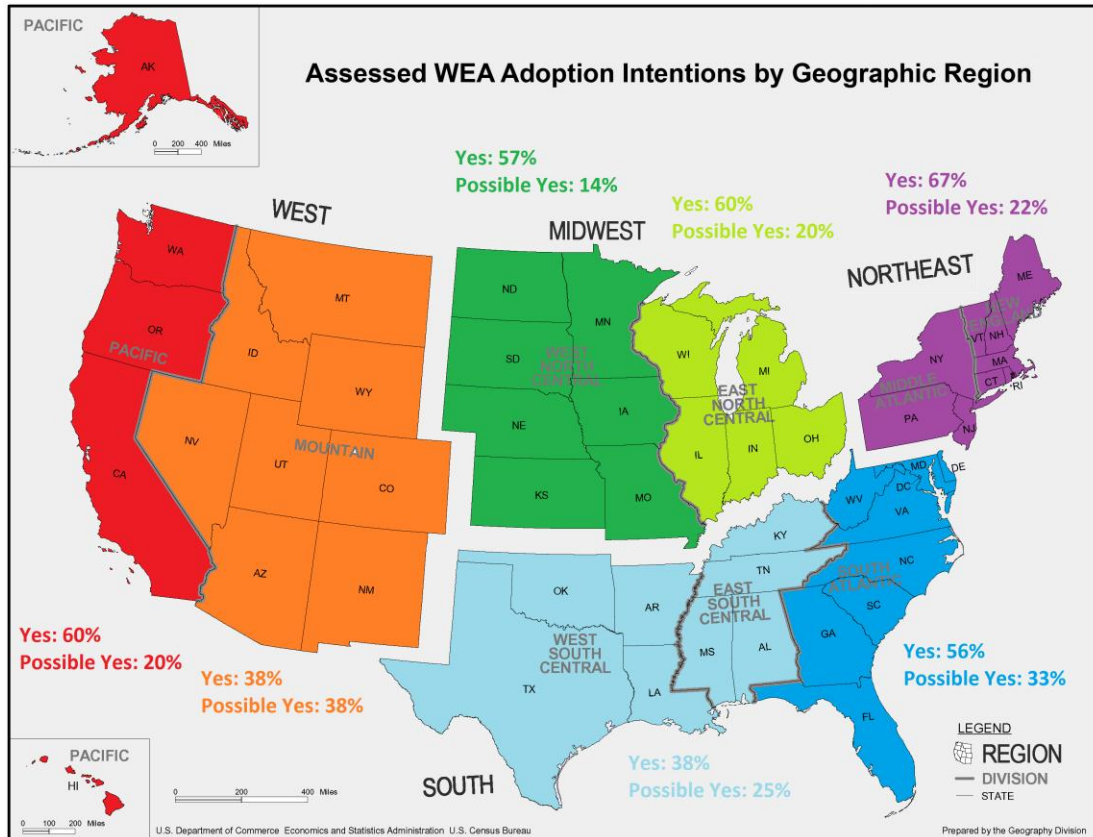 PACIFIC
AK
0 200 400 Miles
Assessed WEA Adoption Intentions by Geographic Region
Yes: 57%
Possible Yes: 14%
Yes: 60%
Possible Yes: 20%
Yes: 67%
Possible Yes: 22%
WEST
MIDWEST
NORTHEAST
WA
OR
CA
PACIFIC
MT
ID
WY
NV
UT
CO
AZ
NM
MOUNTAIN
ND
SD
MN
NE
IA
KS
MO
WEST
NORTH
CENTRAL
WI
MI
IL
IN
OH
EAST
NORTH
CENTRAL
ME
NEW
ENGLAND
VT
NH
MA
CT
RI
NY
PA
NJ
MIDDLE
ATLANTIC
OK
AR
TX
LA
WEST
SOUTH
CENTRAL
KY
TN
MS
AL
EAST
SOUTH
CENTRAL
MD
DE
DC
WV
VA
NC
SC
GA
FL
SOUTH
ATLANTIC
Yes: 60%
Possible Yes: 20%
Yes: 38%
Possible Yes: 38%
Yes: 56%
Possible Yes: 33%
Yes: 38%
Possible Yes: 25%
SOUTH
PACIFIC
HI
0 100 200 Miles
0 200 400 Miles
LEGEND
REGION
DIVISION
STATE
U.S. Department of Commerce Economics and Statistics Administration U.S. Census Bureau
Prepared by the Geography Division